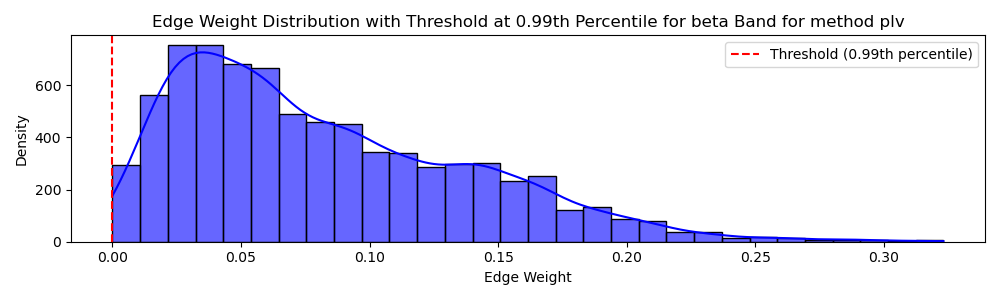 Edge Weight Distribution with Threshold at 0.99th Percentile for beta Band for method plv
Threshold (0.99th percentile)
Density
600
400
200
0
0.00 0.05 0.10 0.15 0.20 0.25 0.30
Edge Weight